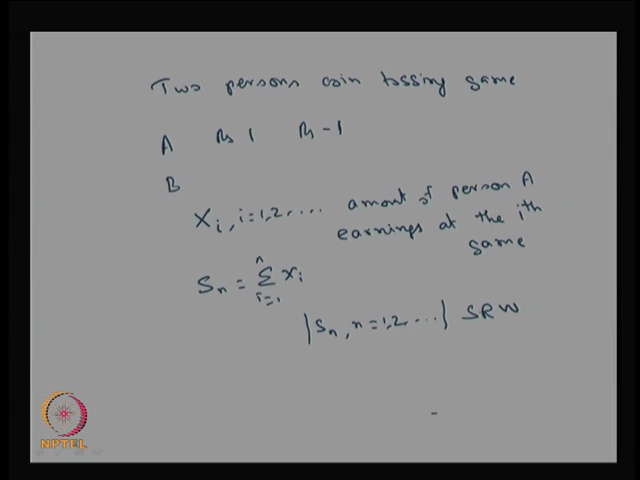 Two persons coin tossing game
A Rs 1 Rs -1
B
Xi, i=1,2,.... amount of person A
earnings at the ith
game
Sn = Σ(i=1 to n) Xi
{Sn, n=1,2,...} SRW
NPTEL